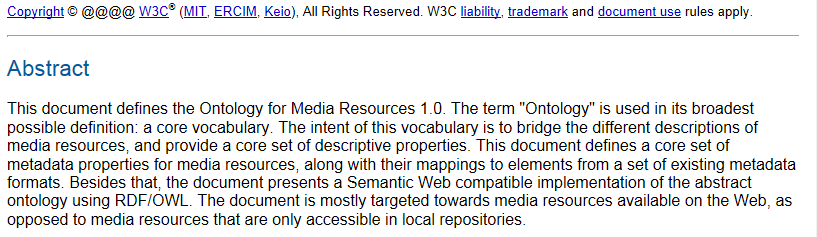 Copyright © @@@@ W3C® (MIT, ERCIM, Keio), All Rights Reserved. W3C liability, trademark and document use rules apply.
Abstract
This document defines the Ontology for Media Resources 1.0. The term "Ontology" is used in its broadest
possible definition: a core vocabulary. The intent of this vocabulary is to bridge the different descriptions of
media resources, and provide a core set of descriptive properties. This document defines a core set of
metadata properties for media resources, along with their mappings to elements from a set of existing metadata
formats. Besides that, the document presents a Semantic Web compatible implementation of the abstract
ontology using RDF/OWL. The document is mostly targeted towards media resources available on the Web, as
opposed to media resources that are only accessible in local repositories.